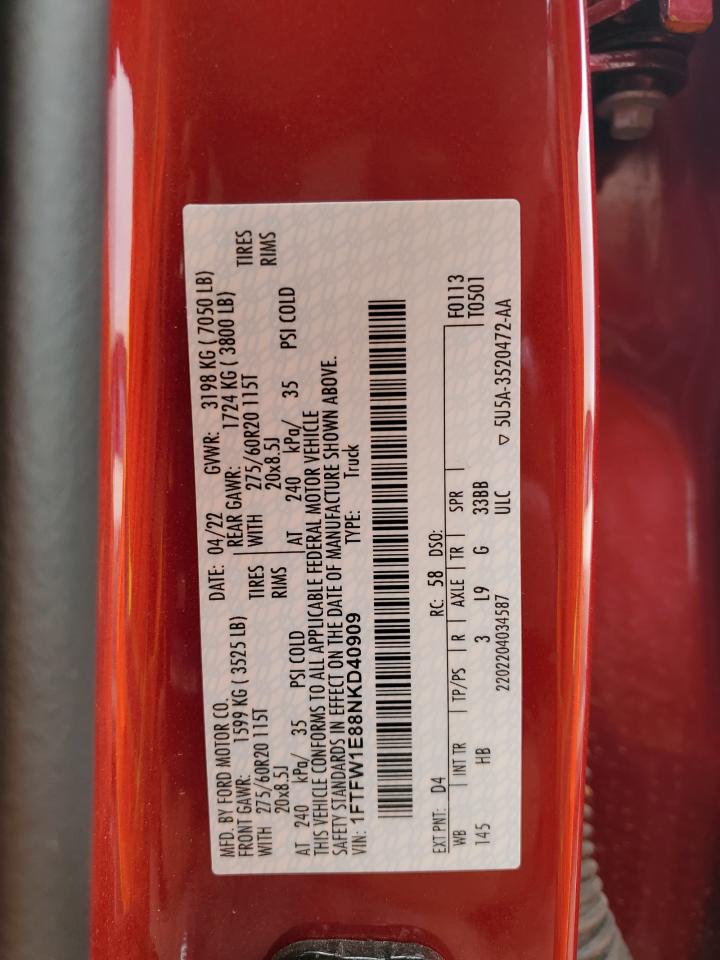 MFD. BY FORD MOTOR CO. DATE: 04/22 GVWR: 3198 KG ( 7050 LB)
FRONT GAWR: 1599 KG ( 3525 LB) REAR GAWR: 1724 KG ( 3800 LB)
WITH 275/60R20 115T TIRES WITH 275/60R20 115T TIRES
20x8.5J RIMS 20x8.5J RIMS
AT 240 kPa/ 35 PSI COLD AT 240 kPa/ 35 PSI COLD
THIS VEHICLE CONFORMS TO ALL APPLICABLE FEDERAL MOTOR VEHICLE
SAFETY STANDARDS IN EFFECT ON THE DATE OF MANUFACTURE SHOWN ABOVE.
VIN: 1FTFW1E88NKD40909 TYPE: Truck
EXT PNT: D4 RC: 58 DSO: F0113
WB INT TR TP/PS R AXLE TR SPR T0501
145 HB 3 L9 G 33BB
2202204034587 ULC ▽ 5U5A-3520472-AA